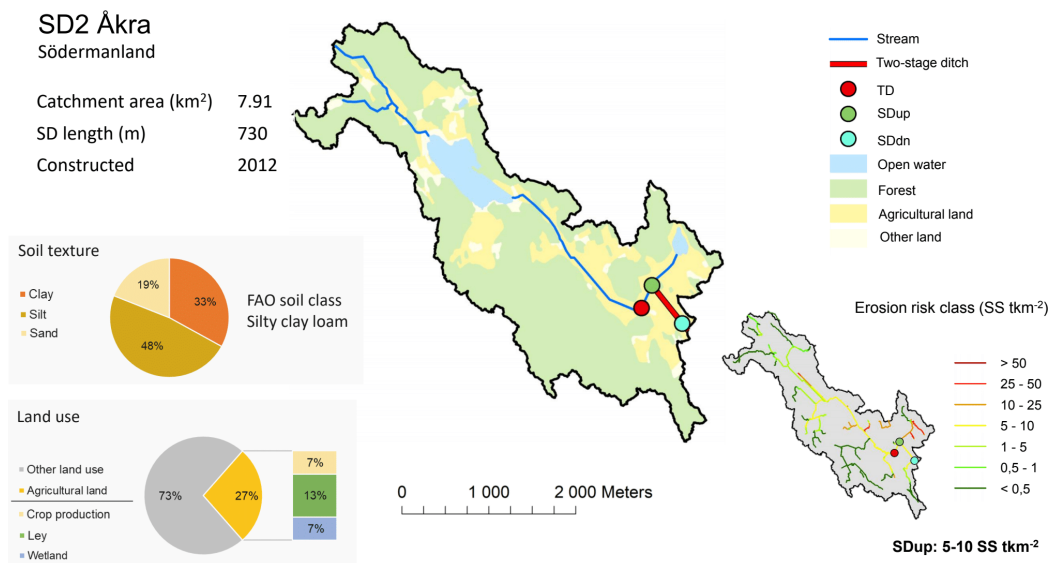 SD2 Åkra
Södermanland
Catchment area (km²) 7.91
SD length (m) 730
Constructed 2012
Soil texture
Clay
Silt
Sand
19%
33%
48%
FAO soil class
Silty clay loam
Land use
Other land use
Agricultural land
Crop production
Ley
Wetland
73%
27%
7%
13%
7%
0 1 000 2 000 Meters
Stream
Two-stage ditch
TD
SDup
SDdn
Open water
Forest
Agricultural land
Other land
Erosion risk class (SS tkm⁻²)
> 50
25 - 50
10 - 25
5 - 10
1 - 5
0,5 - 1
< 0,5
SDup: 5-10 SS tkm⁻²